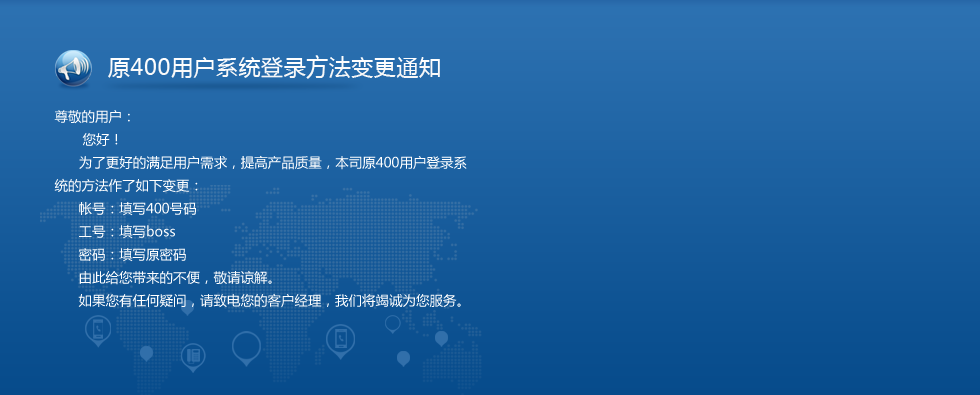 原400用户系统登录方法变更通知
尊敬的用户：
您好！
为了更好的满足用户需求，提高产品质量，本司原400用户登录系
统的方法作了如下变更：
帐号：填写400号码
工号：填写boss
密码：填写原密码
由此给您带来的不便，敬请谅解。
如果您有任何疑问，请致电您的客户经理，我们将竭诚为您服务。